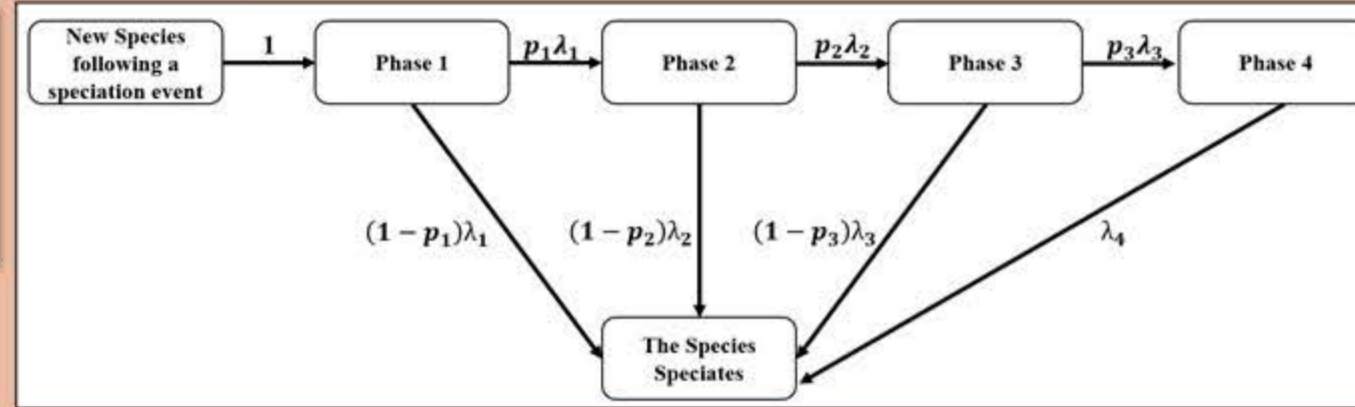 New Species
following a
speciation event
1
Phase 1
p₁λ₁
Phase 2
p₂λ₂
Phase 3
p₃λ₃
Phase 4
(1 − p₁)λ₁
(1 − p₂)λ₂
(1 − p₃)λ₃
λ₄
The Species
Speciates